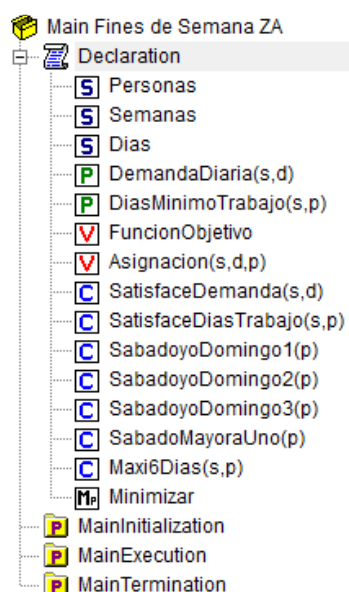 Main Fines de Semana ZA
Declaration
S Personas
S Semanas
S Dias
P DemandaDiaria(s,d)
P DiasMinimoTrabajo(s,p)
V FuncionObjetivo
V Asignacion(s,d,p)
C SatisfaceDemanda(s,d)
C SatisfaceDiasTrabajo(s,p)
C SabadoyoDomingo1(p)
C SabadoyoDomingo2(p)
C SabadoyoDomingo3(p)
C SabadoMayoraUno(p)
C Maxi6Dias(s,p)
MP Minimizar
P MainInitialization
P MainExecution
P MainTermination